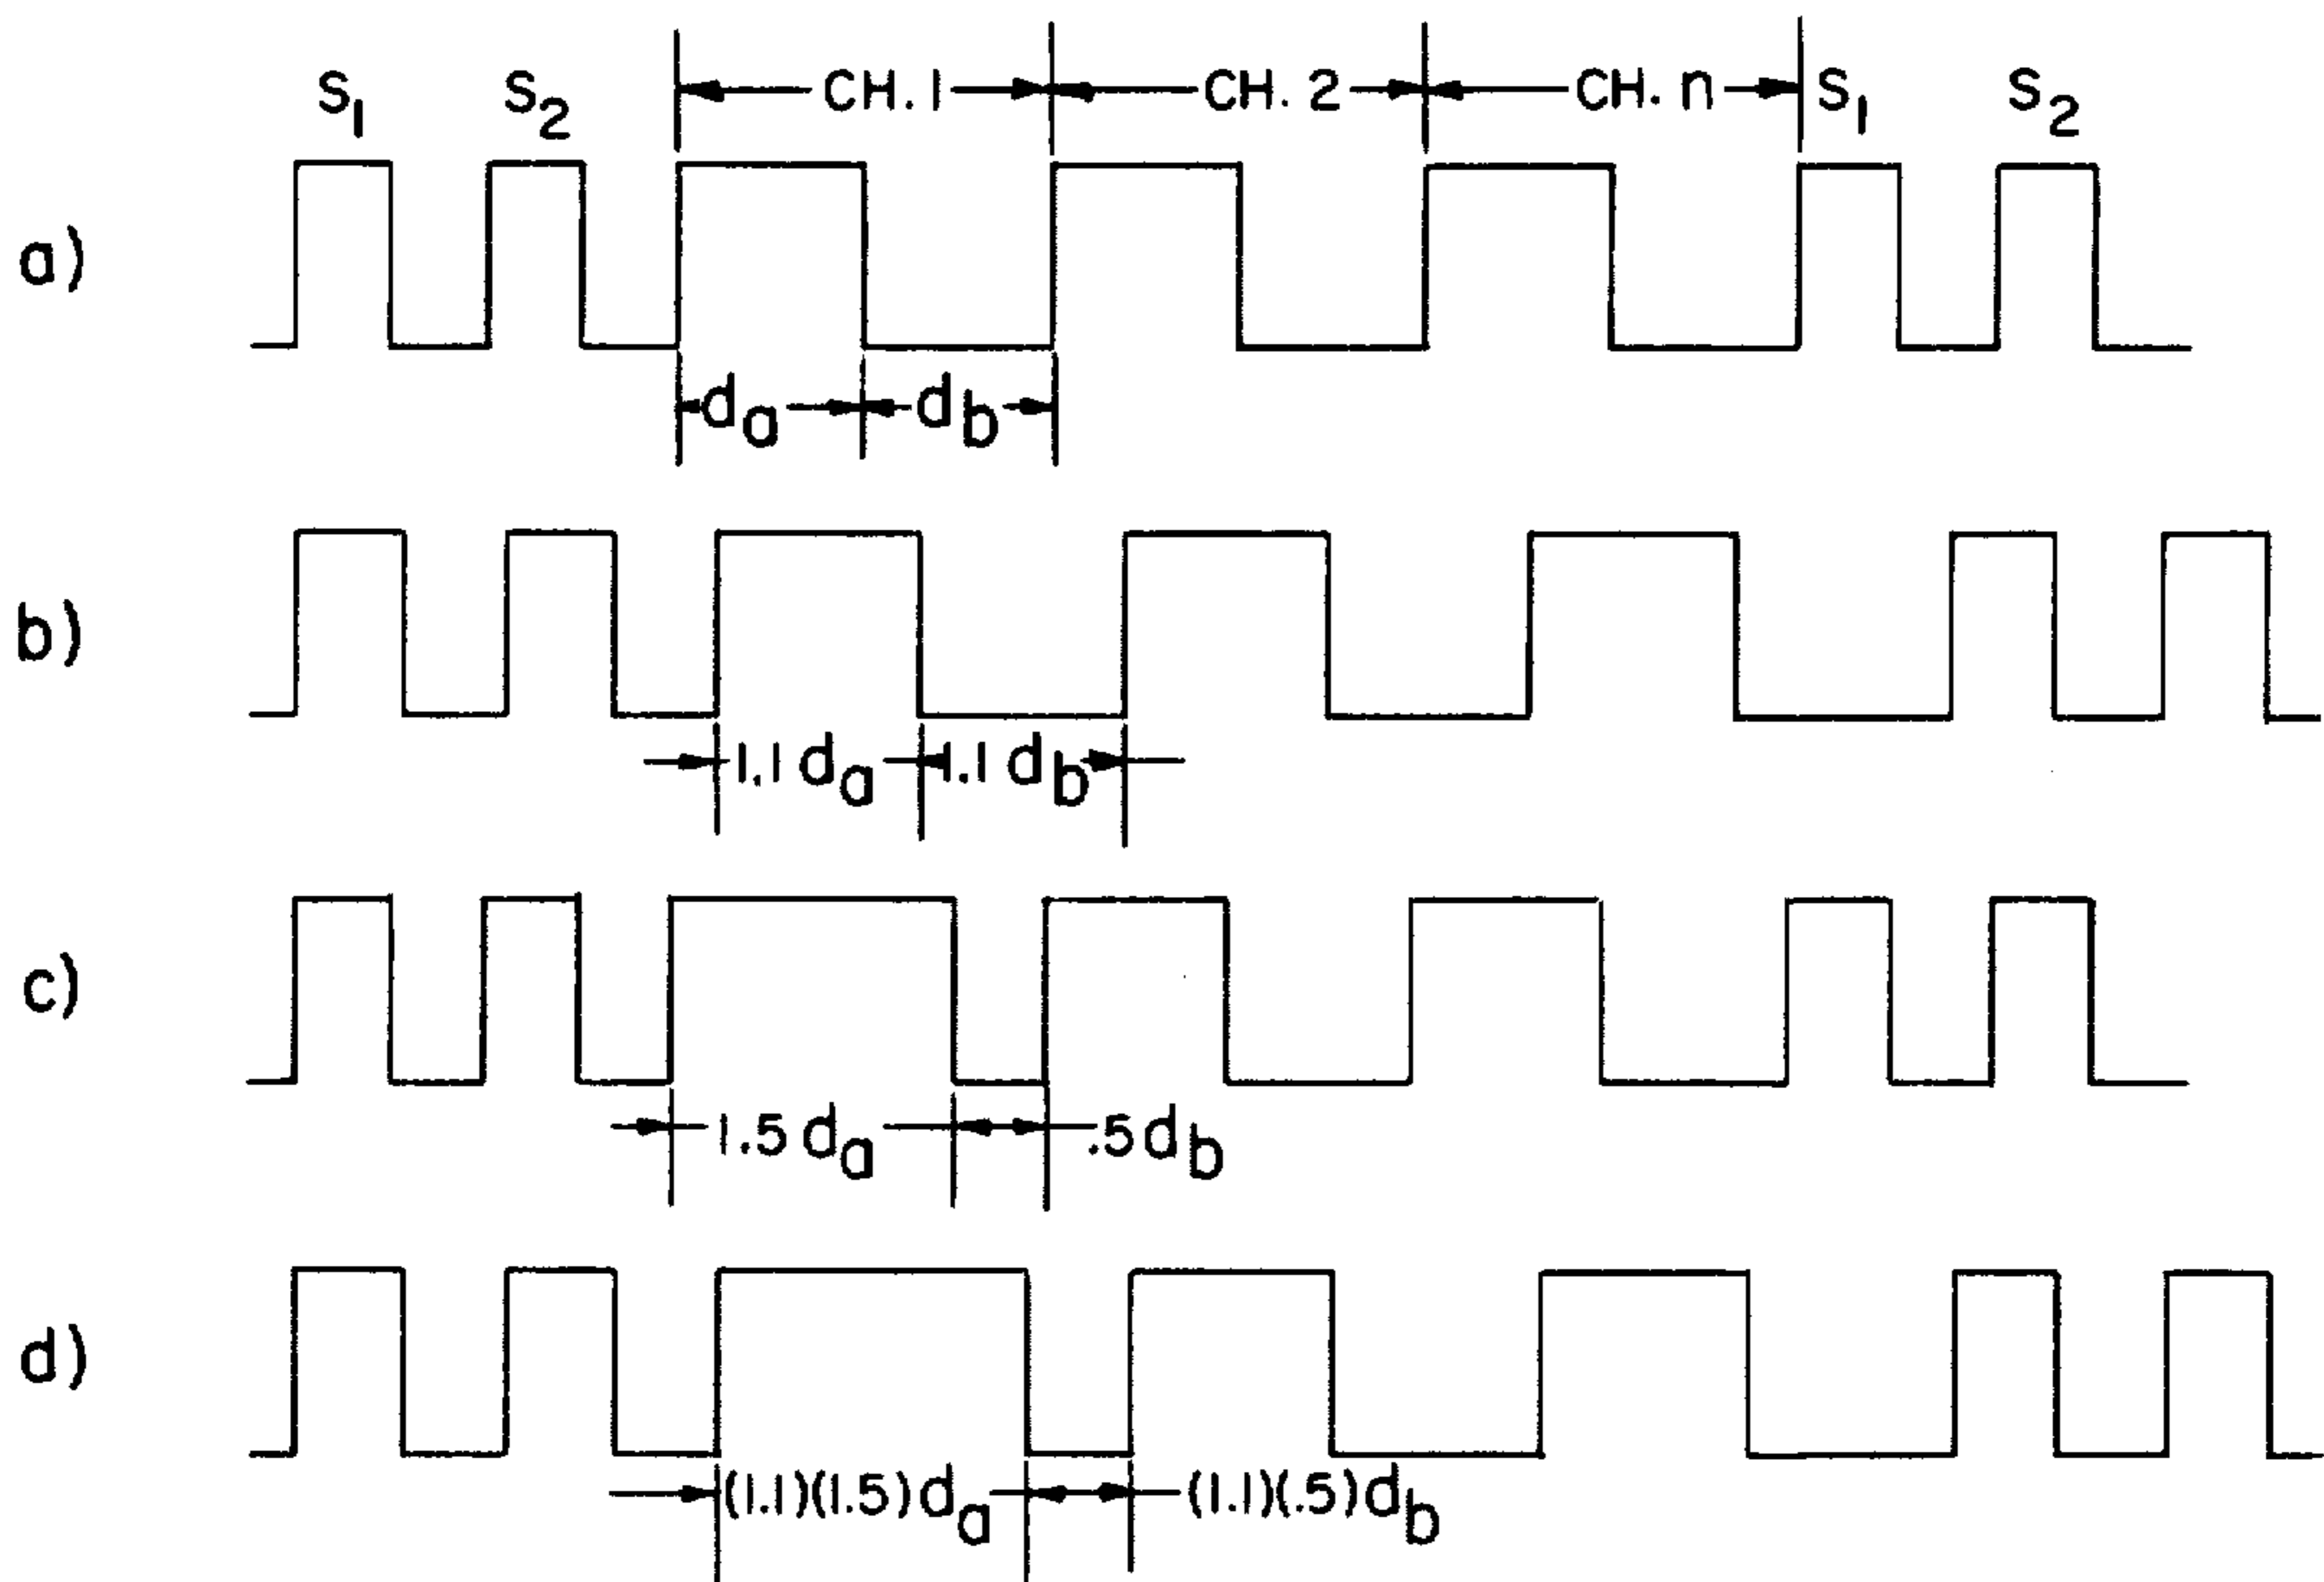 S1 S2 CH. 1 CH. 2 CH. n S1 S2
a)
da db
b)
1.1 da 1.1 db
c)
1.5 da .5 db
d)
(1.1)(1.5) da (1.1)(.5) db